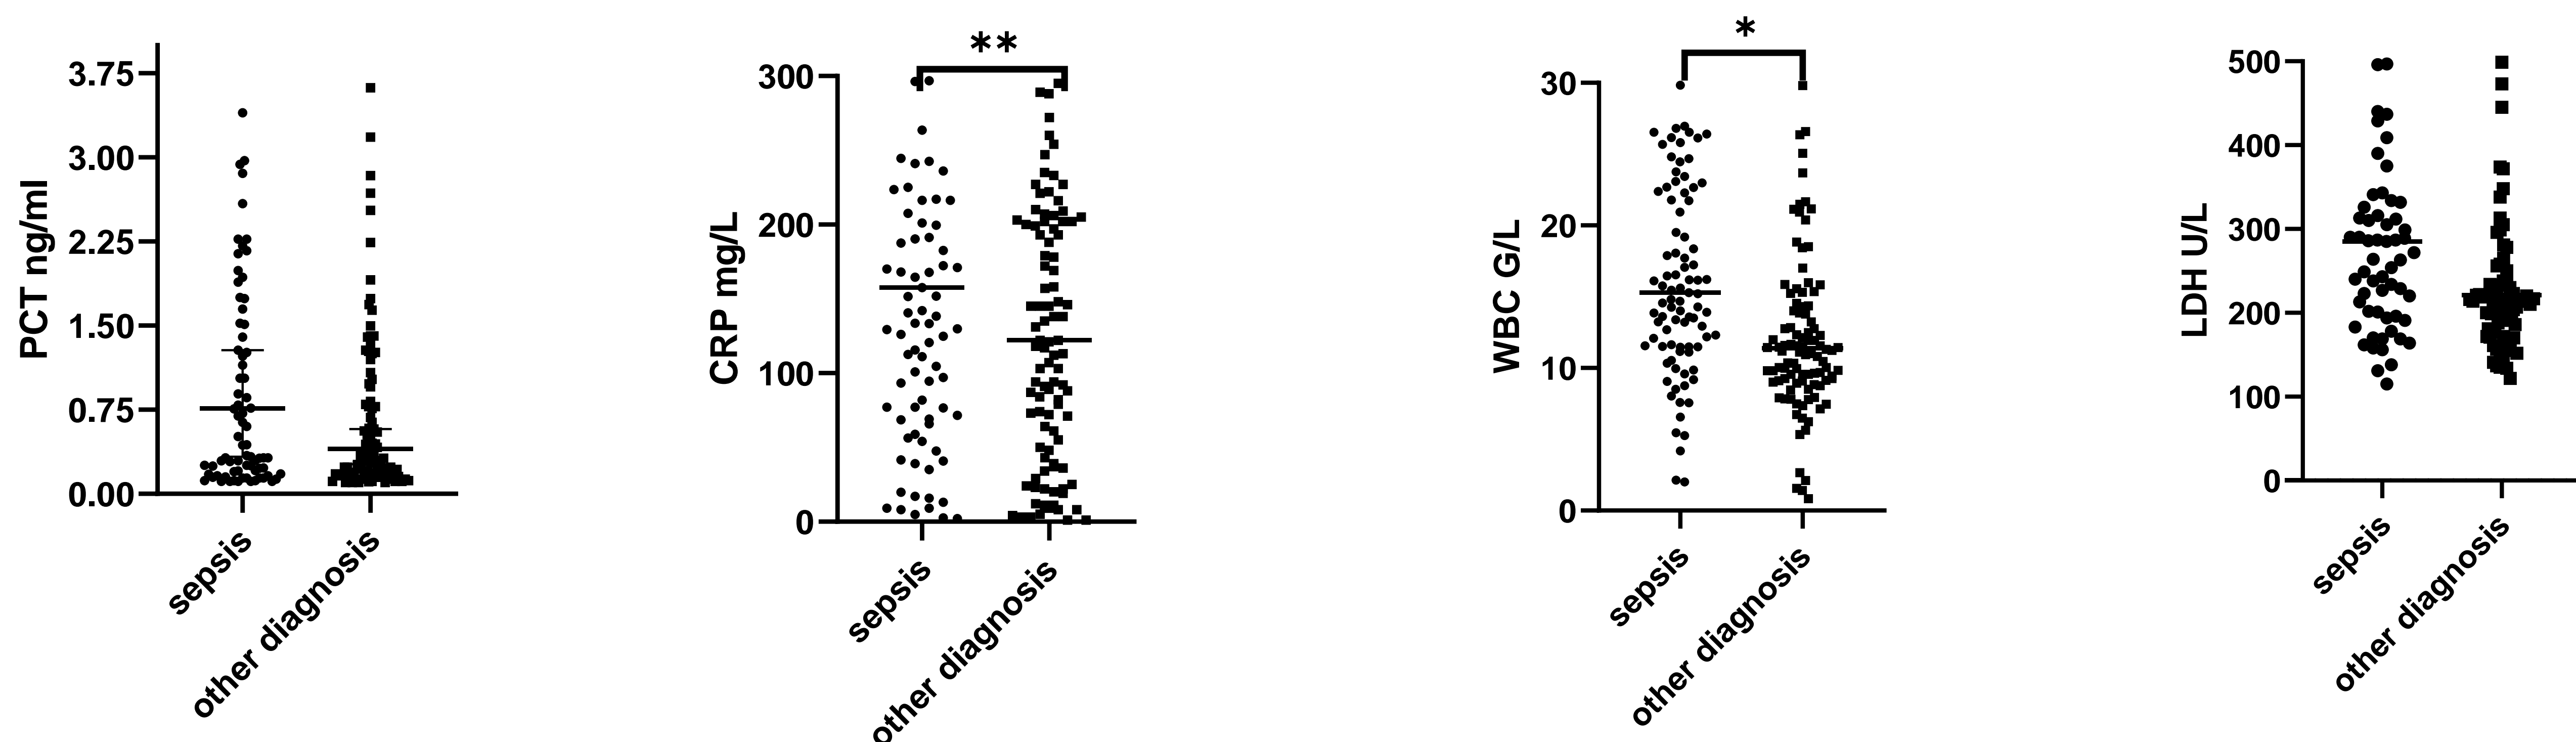 PCT ng/ml
3.75
3.00
2.25
1.50
0.75
0.00
sepsis
other diagnosis
**
CRP mg/L
300
200
100
0
sepsis
other diagnosis
*
WBC G/L
30
20
10
0
sepsis
other diagnosis
LDH U/L
500
400
300
200
100
0
sepsis
other diagnosis